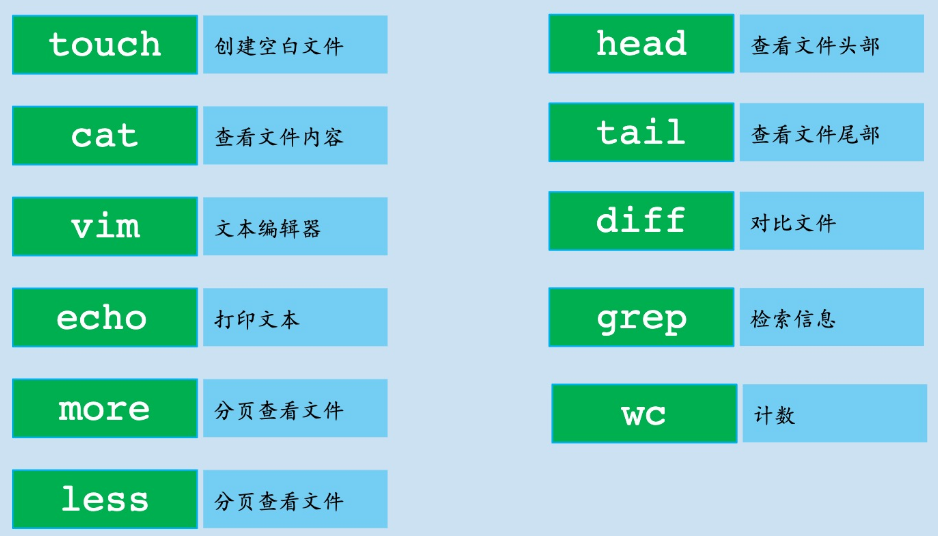 touch 创建空白文件
cat 查看文件内容
vim 文本编辑器
echo 打印文本
more 分页查看文件
less 分页查看文件
head 查看文件头部
tail 查看文件尾部
diff 对比文件
grep 检索信息
wc 计数